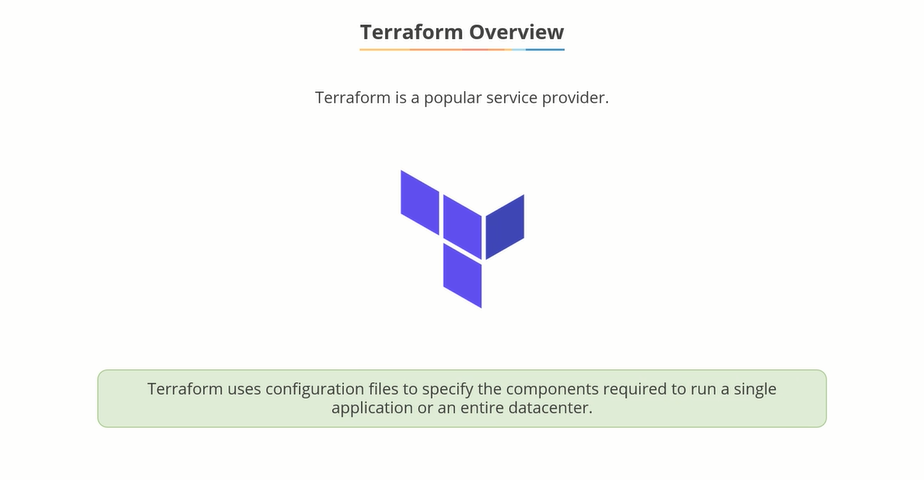 Terraform Overview
Terraform is a popular service provider.
Terraform uses configuration files to specify the components required to run a single
application or an entire datacenter.